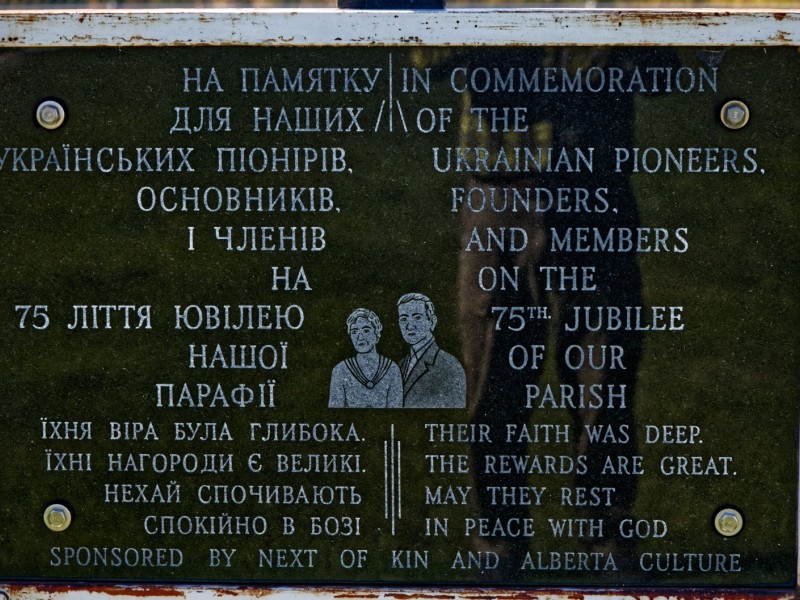 НА ПАМЯТКУ
ДЛЯ НАШИХ
УКРАЇНСЬКИХ ПІОНІРІВ,
ОСНОВНИКІВ,
І ЧЛЕНІВ
НА
75 ЛІТТЯ ЮВІЛЕЮ
НАШОЇ
ПАРАФІЇ
ЇХНЯ ВІРА БУЛА ГЛИБОКА.
ЇХНІ НАГОРОДИ Є ВЕЛИКІ.
НЕХАЙ СПОЧИВАЮТЬ
СПОКІЙНО В БОЗІ
IN COMMEMORATION
OF THE
UKRAINIAN PIONEERS,
FOUNDERS,
AND MEMBERS
ON THE
75TH. JUBILEE
OF OUR
PARISH
THEIR FAITH WAS DEEP.
THE REWARDS ARE GREAT.
MAY THEY REST
IN PEACE WITH GOD
SPONSORED BY NEXT OF KIN AND ALBERTA CULTURE